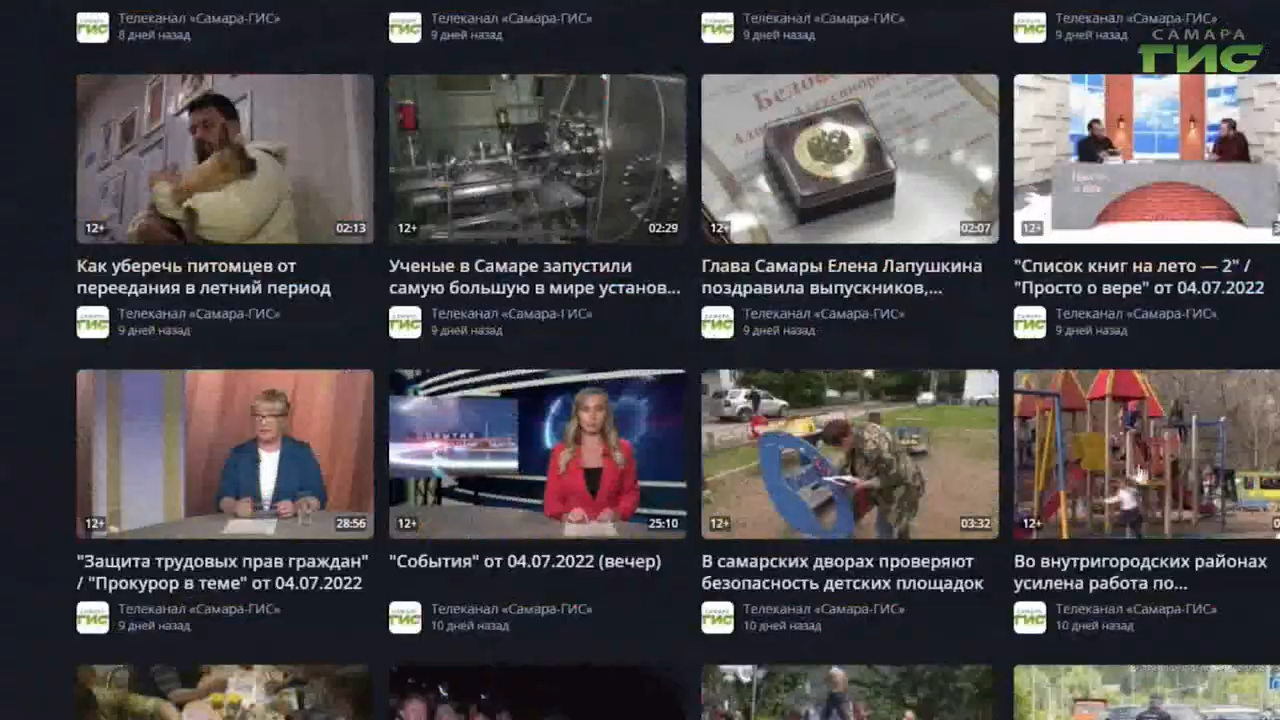 Телеканал «Самара-ГИС»
8 дней назад
Телеканал «Самара-ГИС»
9 дней назад
Телеканал «Самара-ГИС»
9 дней назад
Телеканал «Самара-ГИС»
9 дней назад
САМАРА
ГИС
12+
02:13
12+
02:29
12+
02:07
12+
Как уберечь питомцев от
переедания в летний период
Ученые в Самаре запустили
самую большую в мире установ...
Глава Самары Елена Лапушкина
поздравила выпускников,...
"Список книг на лето — 2" /
"Просто о вере" от 04.07.2022
Телеканал «Самара-ГИС»
9 дней назад
Телеканал «Самара-ГИС»
9 дней назад
Телеканал «Самара-ГИС»
9 дней назад
Телеканал «Самара-ГИС»
9 дней назад
12+
28:56
12+
25:10
12+
03:32
12+
"Защита трудовых прав граждан"
/ "Прокурор в теме" от 04.07.2022
"События" от 04.07.2022 (вечер)
В самарских дворах проверяют
безопасность детских площадок
Во внутригородских районах
усилена работа по...
Телеканал «Самара-ГИС»
9 дней назад
Телеканал «Самара-ГИС»
10 дней назад
Телеканал «Самара-ГИС»
10 дней назад
Телеканал «Самара-ГИС»
10 дней назад